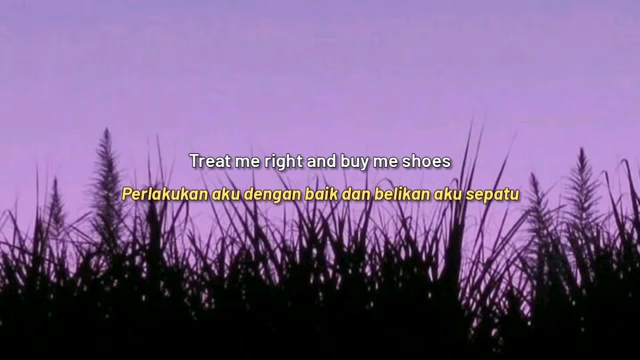 Treat me right and buy me shoes
Perlakukan aku dengan baik dan belikan aku sepatu